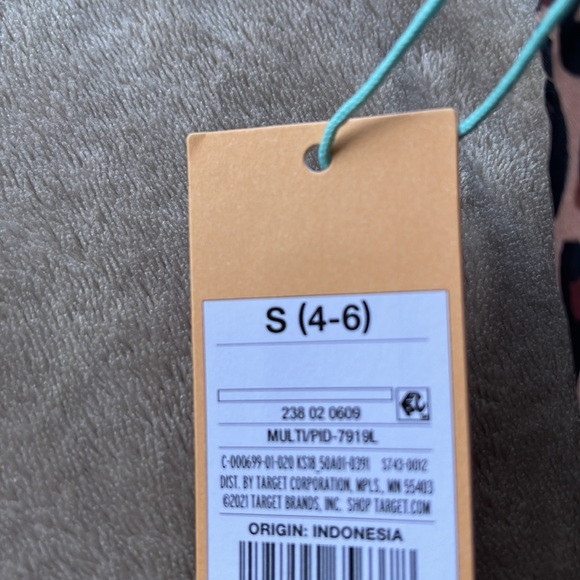 S (4-6)
238 02 0609
MULTI/PID-7919L
C-000699-01-020 KS18_50A01-0391 S743-0012
DIST. BY TARGET CORPORATION, MPLS., MN 55403
©2021 TARGET BRANDS, INC. SHOP TARGET.COM
ORIGIN: INDONESIA